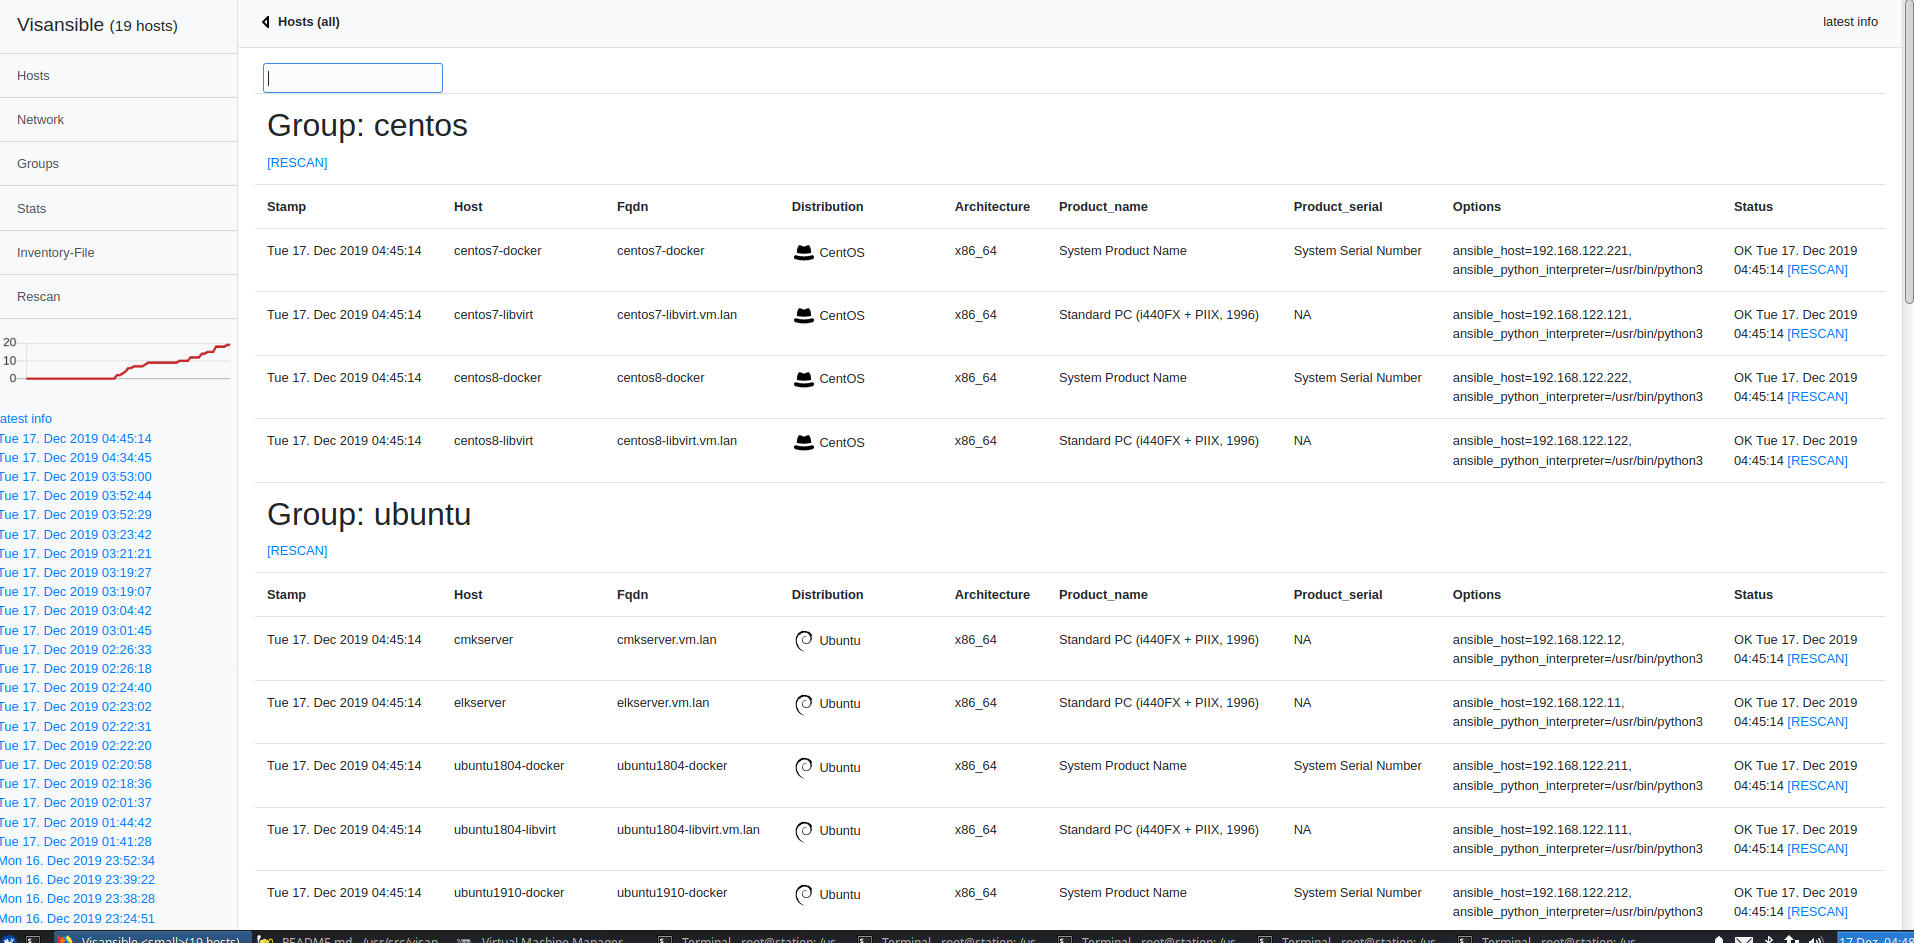 Visansible (19 hosts)
Hosts
Network
Groups
Stats
Inventory-File
Rescan
20
10
0
atest info
Tue 17. Dec 2019 04:45:14
Tue 17. Dec 2019 04:34:45
Tue 17. Dec 2019 03:53:00
Tue 17. Dec 2019 03:52:44
Tue 17. Dec 2019 03:52:29
Tue 17. Dec 2019 03:23:42
Tue 17. Dec 2019 03:21:21
Tue 17. Dec 2019 03:19:27
Tue 17. Dec 2019 03:19:07
Tue 17. Dec 2019 03:04:42
Tue 17. Dec 2019 03:01:45
Tue 17. Dec 2019 02:26:33
Tue 17. Dec 2019 02:26:18
Tue 17. Dec 2019 02:24:40
Tue 17. Dec 2019 02:23:02
Tue 17. Dec 2019 02:22:31
Tue 17. Dec 2019 02:22:20
Tue 17. Dec 2019 02:20:58
Tue 17. Dec 2019 02:18:36
Tue 17. Dec 2019 02:01:37
Tue 17. Dec 2019 01:44:42
Tue 17. Dec 2019 01:41:28
Mon 16. Dec 2019 23:52:34
Mon 16. Dec 2019 23:39:22
Mon 16. Dec 2019 23:38:28
Mon 16. Dec 2019 23:24:51
Hosts (all) latest info
Group: centos
[RESCAN]
Stamp Host Fqdn Distribution Architecture Product_name Product_serial Options Status
Tue 17. Dec 2019 04:45:14 centos7-docker centos7-docker CentOS x86_64 System Product Name System Serial Number ansible_host=192.168.122.221, OK Tue 17. Dec 2019
ansible_python_interpreter=/usr/bin/python3 04:45:14 [RESCAN]
Tue 17. Dec 2019 04:45:14 centos7-libvirt centos7-libvirt.vm.lan CentOS x86_64 Standard PC (i440FX + PIIX, 1996) NA ansible_host=192.168.122.121, OK Tue 17. Dec 2019
ansible_python_interpreter=/usr/bin/python3 04:45:14 [RESCAN]
Tue 17. Dec 2019 04:45:14 centos8-docker centos8-docker CentOS x86_64 System Product Name System Serial Number ansible_host=192.168.122.222, OK Tue 17. Dec 2019
ansible_python_interpreter=/usr/bin/python3 04:45:14 [RESCAN]
Tue 17. Dec 2019 04:45:14 centos8-libvirt centos8-libvirt.vm.lan CentOS x86_64 Standard PC (i440FX + PIIX, 1996) NA ansible_host=192.168.122.122, OK Tue 17. Dec 2019
ansible_python_interpreter=/usr/bin/python3 04:45:14 [RESCAN]
Group: ubuntu
[RESCAN]
Stamp Host Fqdn Distribution Architecture Product_name Product_serial Options Status
Tue 17. Dec 2019 04:45:14 cmkserver cmkserver.vm.lan Ubuntu x86_64 Standard PC (i440FX + PIIX, 1996) NA ansible_host=192.168.122.12, OK Tue 17. Dec 2019
ansible_python_interpreter=/usr/bin/python3 04:45:14 [RESCAN]
Tue 17. Dec 2019 04:45:14 elkserver elkserver.vm.lan Ubuntu x86_64 Standard PC (i440FX + PIIX, 1996) NA ansible_host=192.168.122.11, OK Tue 17. Dec 2019
ansible_python_interpreter=/usr/bin/python3 04:45:14 [RESCAN]
Tue 17. Dec 2019 04:45:14 ubuntu1804-docker ubuntu1804-docker Ubuntu x86_64 System Product Name System Serial Number ansible_host=192.168.122.211, OK Tue 17. Dec 2019
ansible_python_interpreter=/usr/bin/python3 04:45:14 [RESCAN]
Tue 17. Dec 2019 04:45:14 ubuntu1804-libvirt ubuntu1804-libvirt.vm.lan Ubuntu x86_64 Standard PC (i440FX + PIIX, 1996) NA ansible_host=192.168.122.111, OK Tue 17. Dec 2019
ansible_python_interpreter=/usr/bin/python3 04:45:14 [RESCAN]
Tue 17. Dec 2019 04:45:14 ubuntu1910-docker ubuntu1910-docker Ubuntu x86_64 System Product Name System Serial Number ansible_host=192.168.122.212, OK Tue 17. Dec 2019
ansible_python_interpreter=/usr/bin/python3 04:45:14 [RESCAN]
Visansible <small>(19 hosts) README.md - /usr/src/visan Virtual Machine Manager Terminal - root@station: /us Terminal - root@station: /us Terminal - root@station: /us Terminal - root@station: /us Terminal - root@station: /us 17 Dez, 04:48